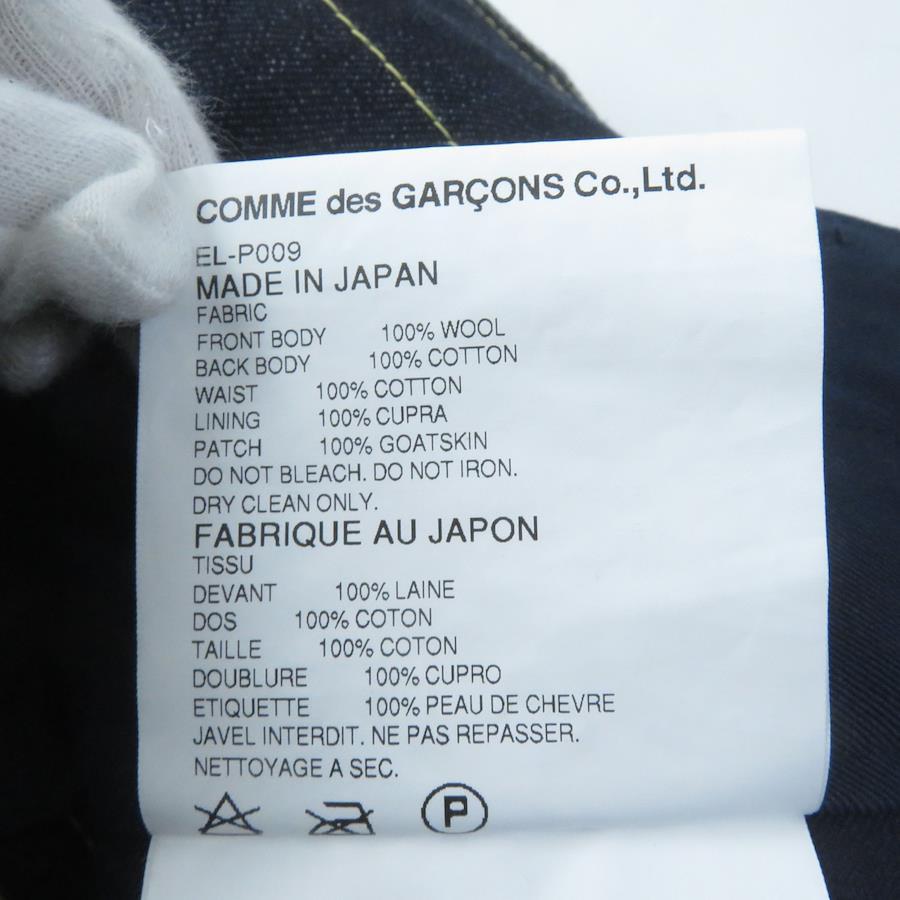 COMME des GARÇONS Co.,Ltd.
EL-P009
MADE IN JAPAN
FABRIC
FRONT BODY 100% WOOL
BACK BODY 100% COTTON
WAIST 100% COTTON
LINING 100% CUPRA
PATCH 100% GOATSKIN
DO NOT BLEACH. DO NOT IRON.
DRY CLEAN ONLY.
FABRIQUE AU JAPON
TISSU
DEVANT 100% LAINE
DOS 100% COTON
TAILLE 100% COTON
DOUBLURE 100% CUPRO
ETIQUETTE 100% PEAU DE CHEVRE
JAVEL INTERDIT. NE PAS REPASSER.
NETTOYAGE A SEC.
P